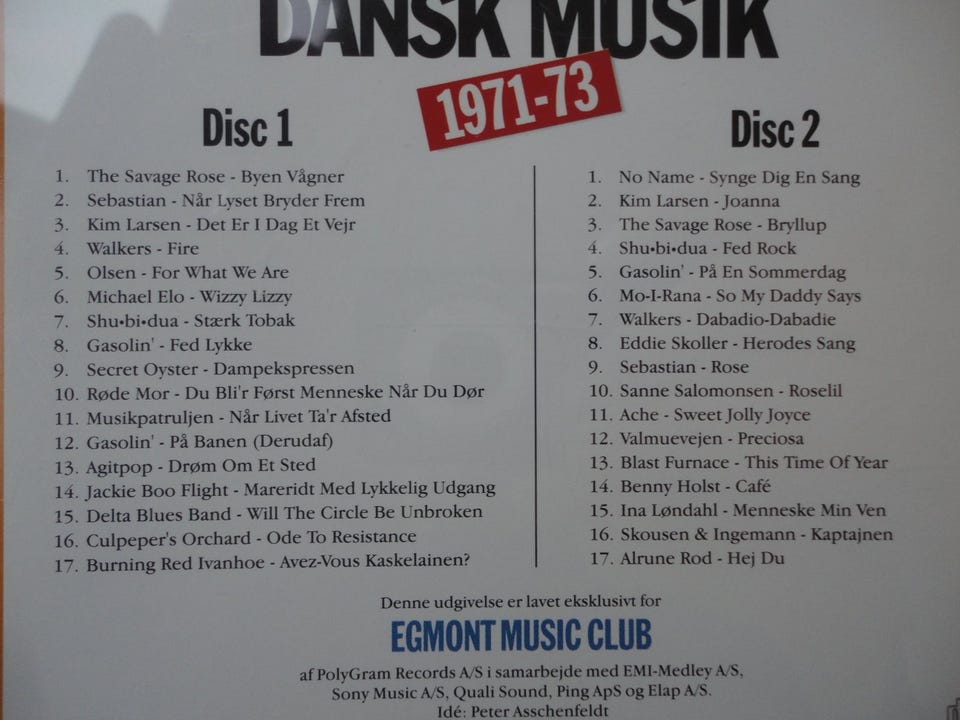 DANSK MUSIK
1971-73
Disc 1
1. The Savage Rose - Byen Vågner
2. Sebastian - Når Lyset Bryder Frem
3. Kim Larsen - Det Er I Dag Et Vejr
4. Walkers - Fire
5. Olsen - For What We Are
6. Michael Elo - Wizzy Lizzy
7. Shu•bi•dua - Stærk Tobak
8. Gasolin' - Fed Lykke
9. Secret Oyster - Dampekspressen
10. Røde Mor - Du Bli'r Først Menneske Når Du Dør
11. Musikpatruljen - Når Livet Ta'r Afsted
12. Gasolin' - På Banen (Derudaf)
13. Agitpop - Drøm Om Et Sted
14. Jackie Boo Flight - Mareridt Med Lykkelig Udgang
15. Delta Blues Band - Will The Circle Be Unbroken
16. Culpeper's Orchard - Ode To Resistance
17. Burning Red Ivanhoe - Avez-Vous Kaskelainen?
Disc 2
1. No Name - Synge Dig En Sang
2. Kim Larsen - Joanna
3. The Savage Rose - Bryllup
4. Shu•bi•dua - Fed Rock
5. Gasolin' - På En Sommerdag
6. Mo-I-Rana - So My Daddy Says
7. Walkers - Dabadio-Dabadie
8. Eddie Skoller - Herodes Sang
9. Sebastian - Rose
10. Sanne Salomonsen - Roselil
11. Ache - Sweet Jolly Joyce
12. Valmuevejen - Preciosa
13. Blast Furnace - This Time Of Year
14. Benny Holst - Café
15. Ina Løndahl - Menneske Min Ven
16. Skousen & Ingemann - Kaptajnen
17. Alrune Rod - Hej Du
Denne udgivelse er lavet eksklusivt for
EGMONT MUSIC CLUB
af PolyGram Records A/S i samarbejde med EMI-Medley A/S,
Sony Music A/S, Quali Sound, Ping ApS og Elap A/S.
Idé: Peter Asschenfeldt